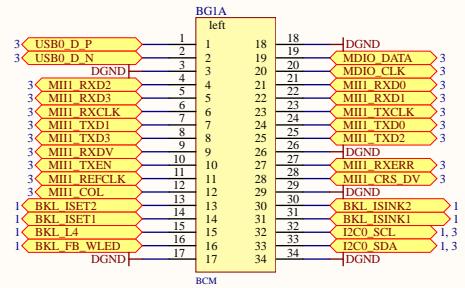 BG1A
left
3 USB0_D_P 1 1 18 18 DGND
3 USB0_D_N 2 2 19 19 MDIO_DATA 3
DGND 3 3 20 20 MDIO_CLK 3
3 MII1_RXD2 4 4 21 21 MII1_RXD0 3
3 MII1_RXD3 5 5 22 22 MII1_RXD1 3
3 MII1_RXCLK 6 6 23 23 MII1_TXCLK 3
3 MII1_TXD1 7 7 24 24 MII1_TXD0 3
3 MII1_TXD3 8 8 25 25 MII1_TXD2 3
3 MII1_RXDV 9 9 26 26 DGND
3 MII1_TXEN 10 10 27 27 MII1_RXERR 3
3 MII1_REFCLK 11 11 28 28 MII1_CRS_DV 3
3 MII1_COL 12 12 29 29 DGND
1 BKL_ISET2 13 13 30 30 BKL_ISINK2 1
1 BKL_ISET1 14 14 31 31 BKL_ISINK1 1
1 BKL_L4 15 15 32 32 I2C0_SCL 1, 3
1 BKL_FB_WLED 16 16 33 33 I2C0_SDA 1, 3
DGND 17 17 34 34 DGND
BCM